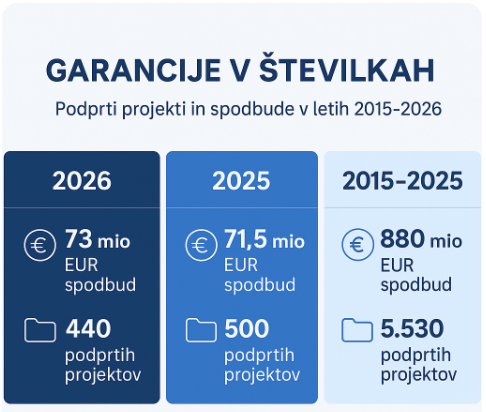 GARANCIJE V ŠTEVILKAH
Podprti projekti in spodbude v letih 2015-2026
2026
73 mio
EUR
spodbud
440
podprtih
projektov
2025
71,5 mio
EUR
spodbud
500
podprtih
projektov
2015-2025
880 mio
EUR
spodbud
5.530
podprtih
projektov